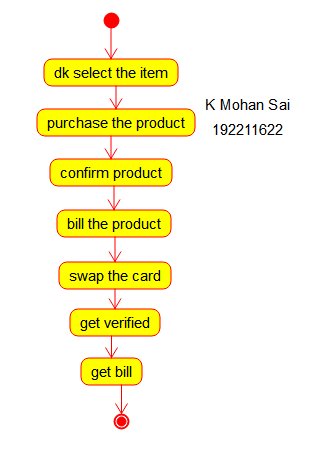 dk select the item
purchase the product
K Mohan Sai
192211622
confirm product
bill the product
swap the card
get verified
get bill